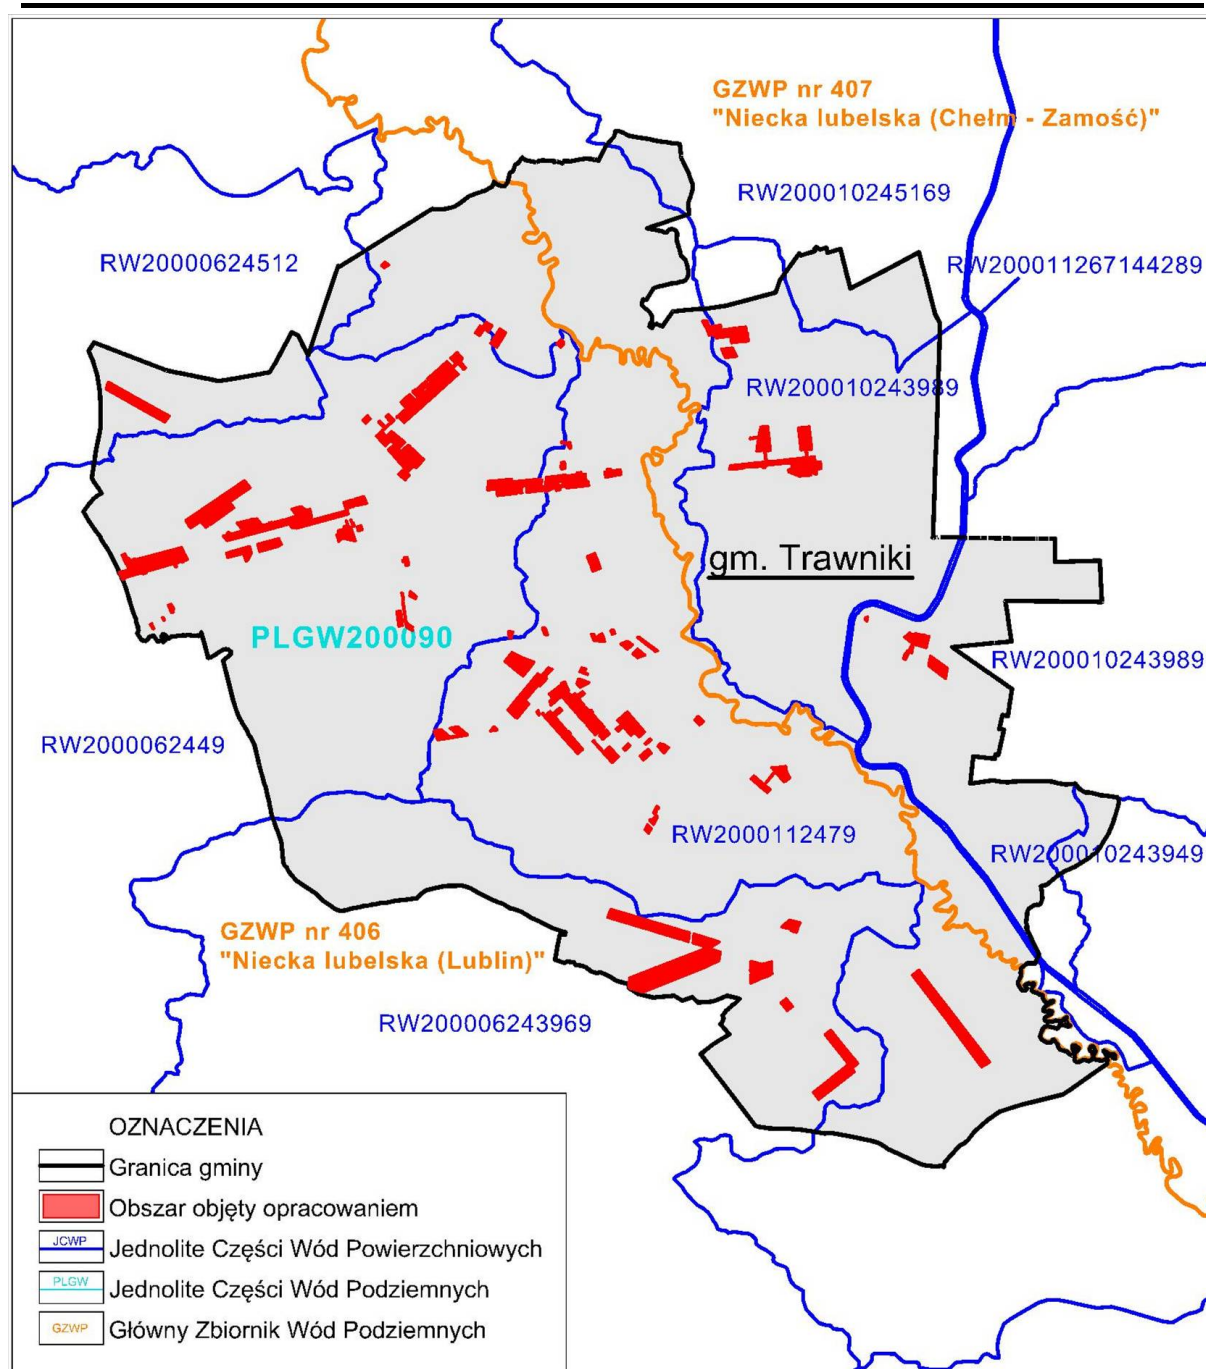 GZWP nr 407
"Niecka lubelska (Chełm - Zamość)"
RW200010245169
RW20000624512
RW200011267144289
RW200010243989
gm. Trawniki
PLGW200090
RW200010243989
RW2000062449
RW2000112479
RW200010243949
GZWP nr 406
"Niecka lubelska (Lublin)"
RW200006243969
OZNACZENIA
Granica gminy
Obszar objęty opracowaniem
JCWP
Jednolite Części Wód Powierzchniowych
PLGW
Jednolite Części Wód Podziemnych
GZWP
Główny Zbiornik Wód Podziemnych